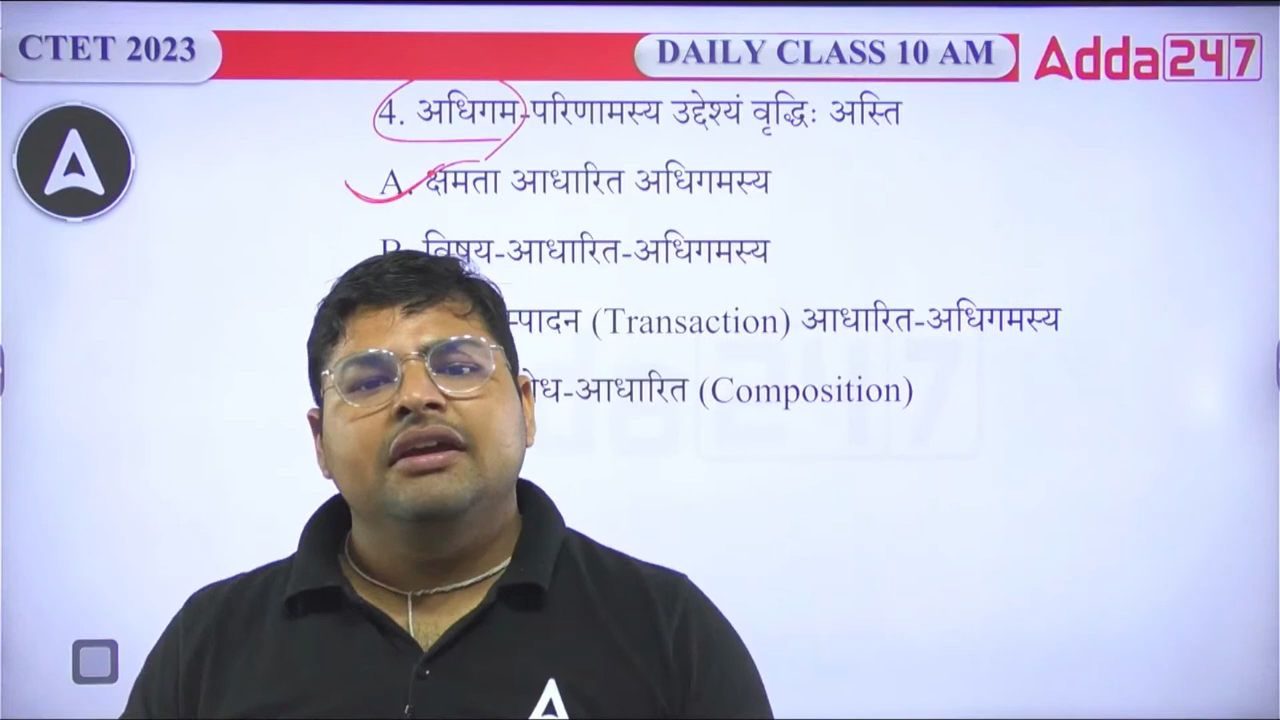 CTET 2023
DAILY CLASS 10 AM
Adda247
4. अधिगम-परिणामस्य उद्देश्यं वृद्धिः अस्ति
A. क्षमता आधारित अधिगमस्य
B. विषय-आधारित-अधिगमस्य
(Transaction) आधारित-अधिगमस्य
आधारित (Composition)